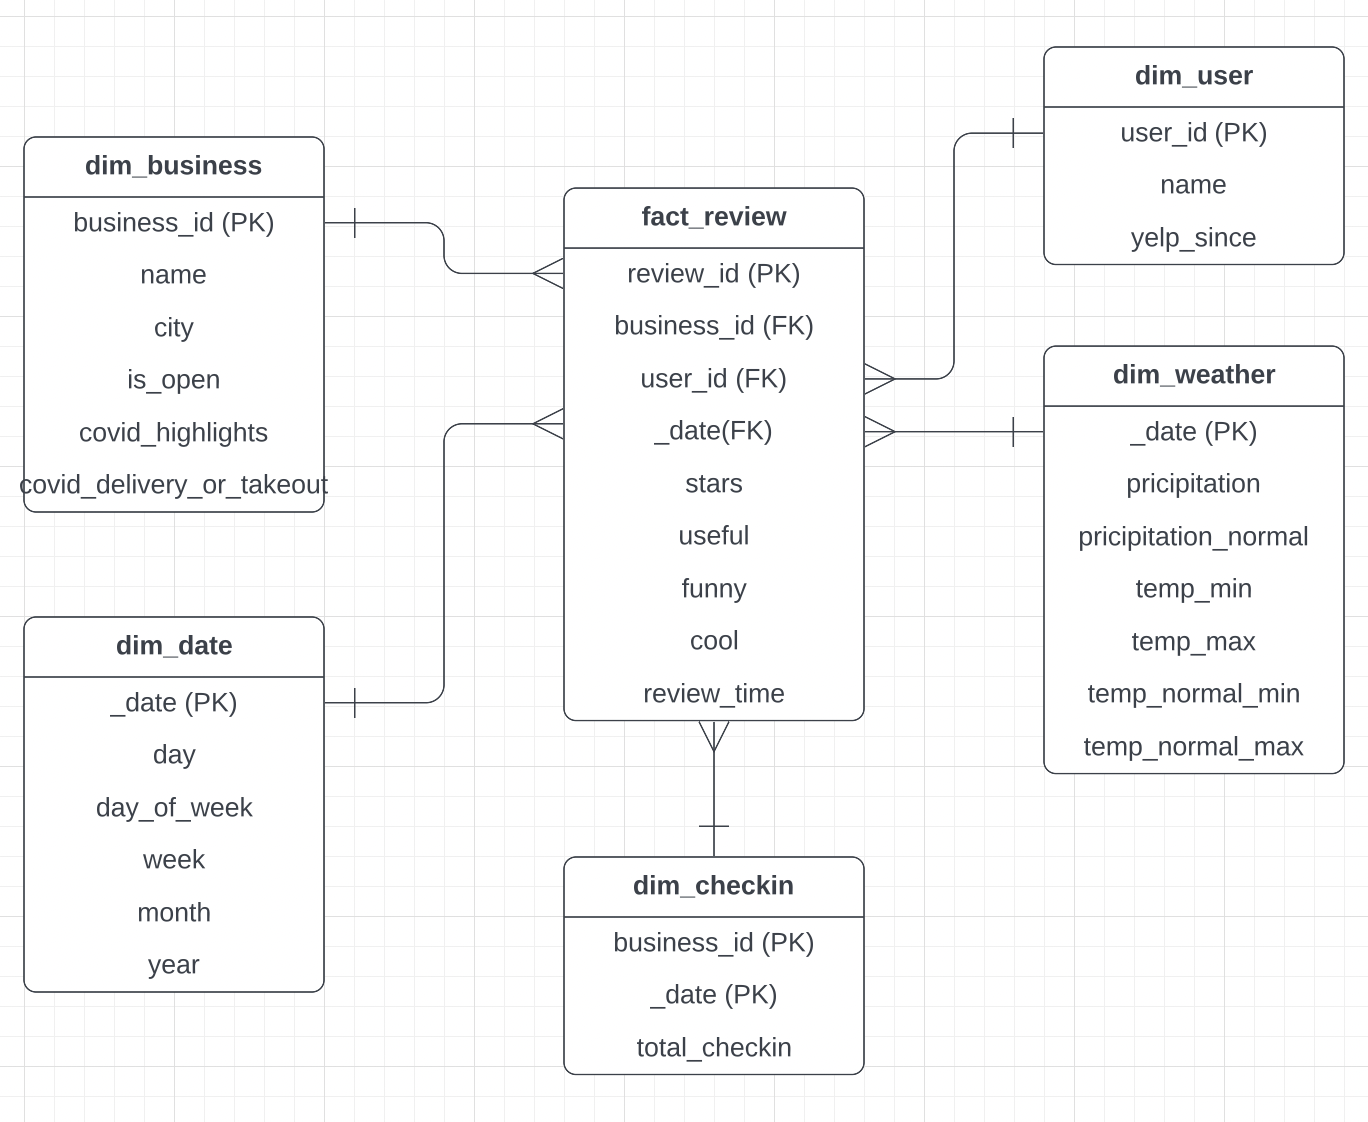 dim_business
business_id (PK)
name
city
is_open
covid_highlights
covid_delivery_or_takeout
dim_date
_date (PK)
day
day_of_week
week
month
year
fact_review
review_id (PK)
business_id (FK)
user_id (FK)
_date(FK)
stars
useful
funny
cool
review_time
dim_checkin
business_id (PK)
_date (PK)
total_checkin
dim_user
user_id (PK)
name
yelp_since
dim_weather
_date (PK)
pricipitation
pricipitation_normal
temp_min
temp_max
temp_normal_min
temp_normal_max